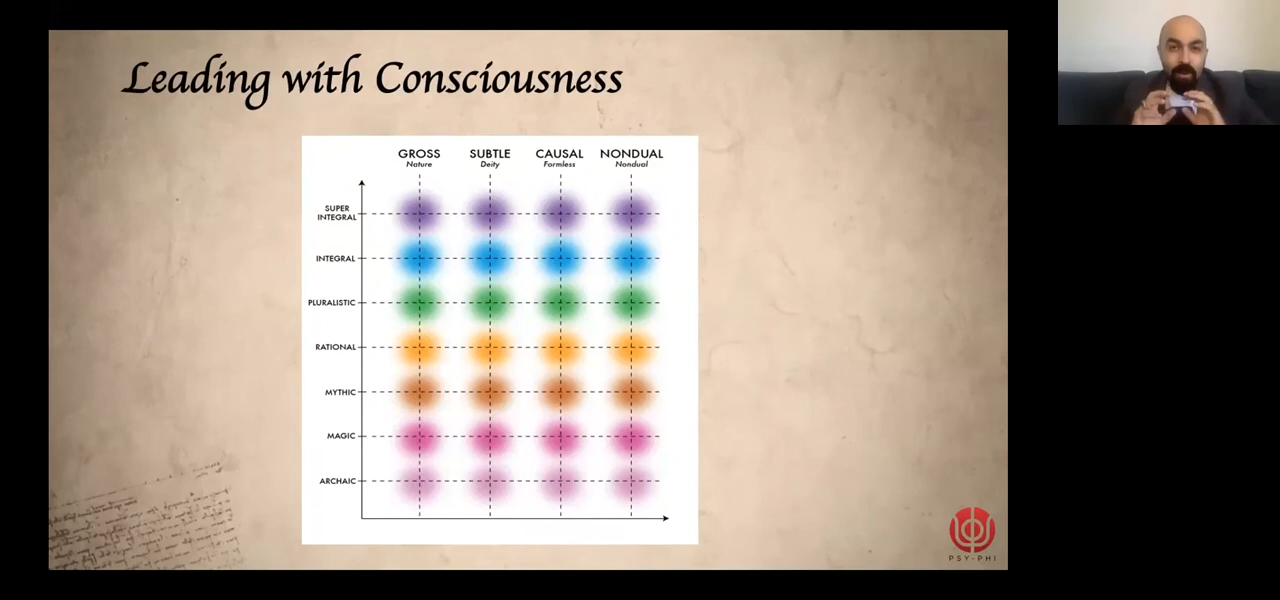 Leading with Consciousness
GROSS SUBTLE CAUSAL NONDUAL
Nature Deity Formless Nondual
SUPER
INTEGRAL
INTEGRAL
PLURALISTIC
RATIONAL
MYTHIC
MAGIC
ARCHAIC
PSY-PHI